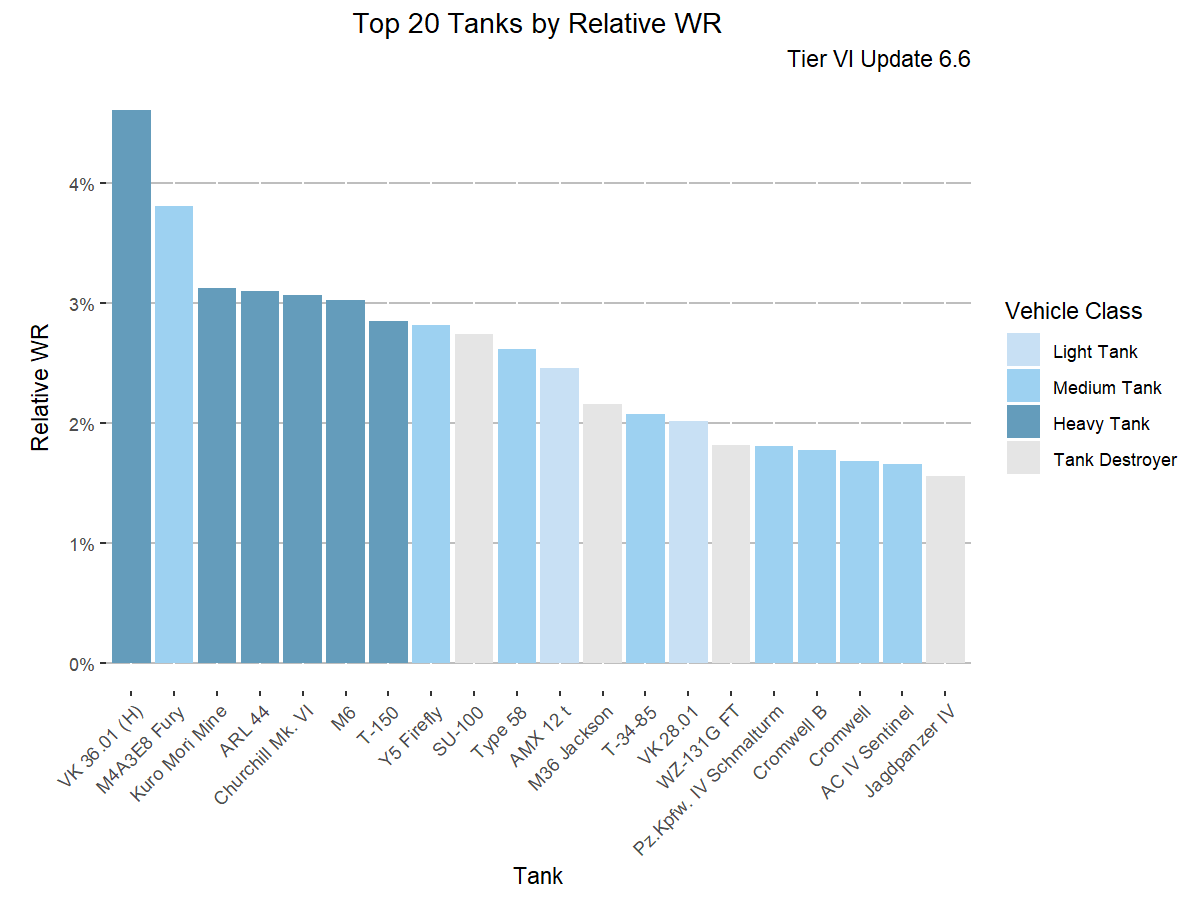 Top 20 Tanks by Relative WR
Tier VI Update 6.6
Relative WR
4%
3%
2%
1%
0%
VK 36.01 (H)
M4A3E8 Fury
Kuro Mori Mine
ARL 44
Churchill Mk. VI
M6
T-150
Y5 Firefly
SU-100
Type 58
AMX 12 t
M36 Jackson
T-34-85
VK 28.01
WZ-131G FT
Pz.Kpfw. IV Schmalturm
Cromwell B
Cromwell
AC IV Sentinel
Jagdpanzer IV
Tank
Vehicle Class
Light Tank
Medium Tank
Heavy Tank
Tank Destroyer